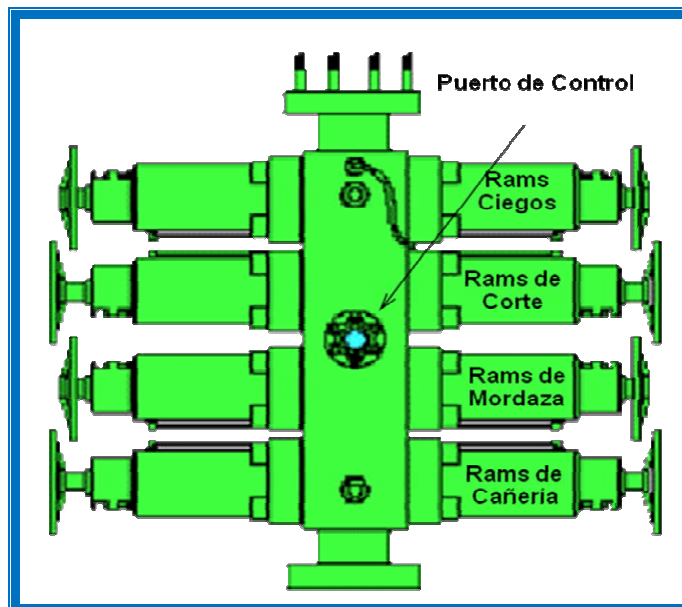 Puerto de Control
Rams
Ciegos
Rams de
Corte
Rams de
Mordaza
Rams de
Cañería